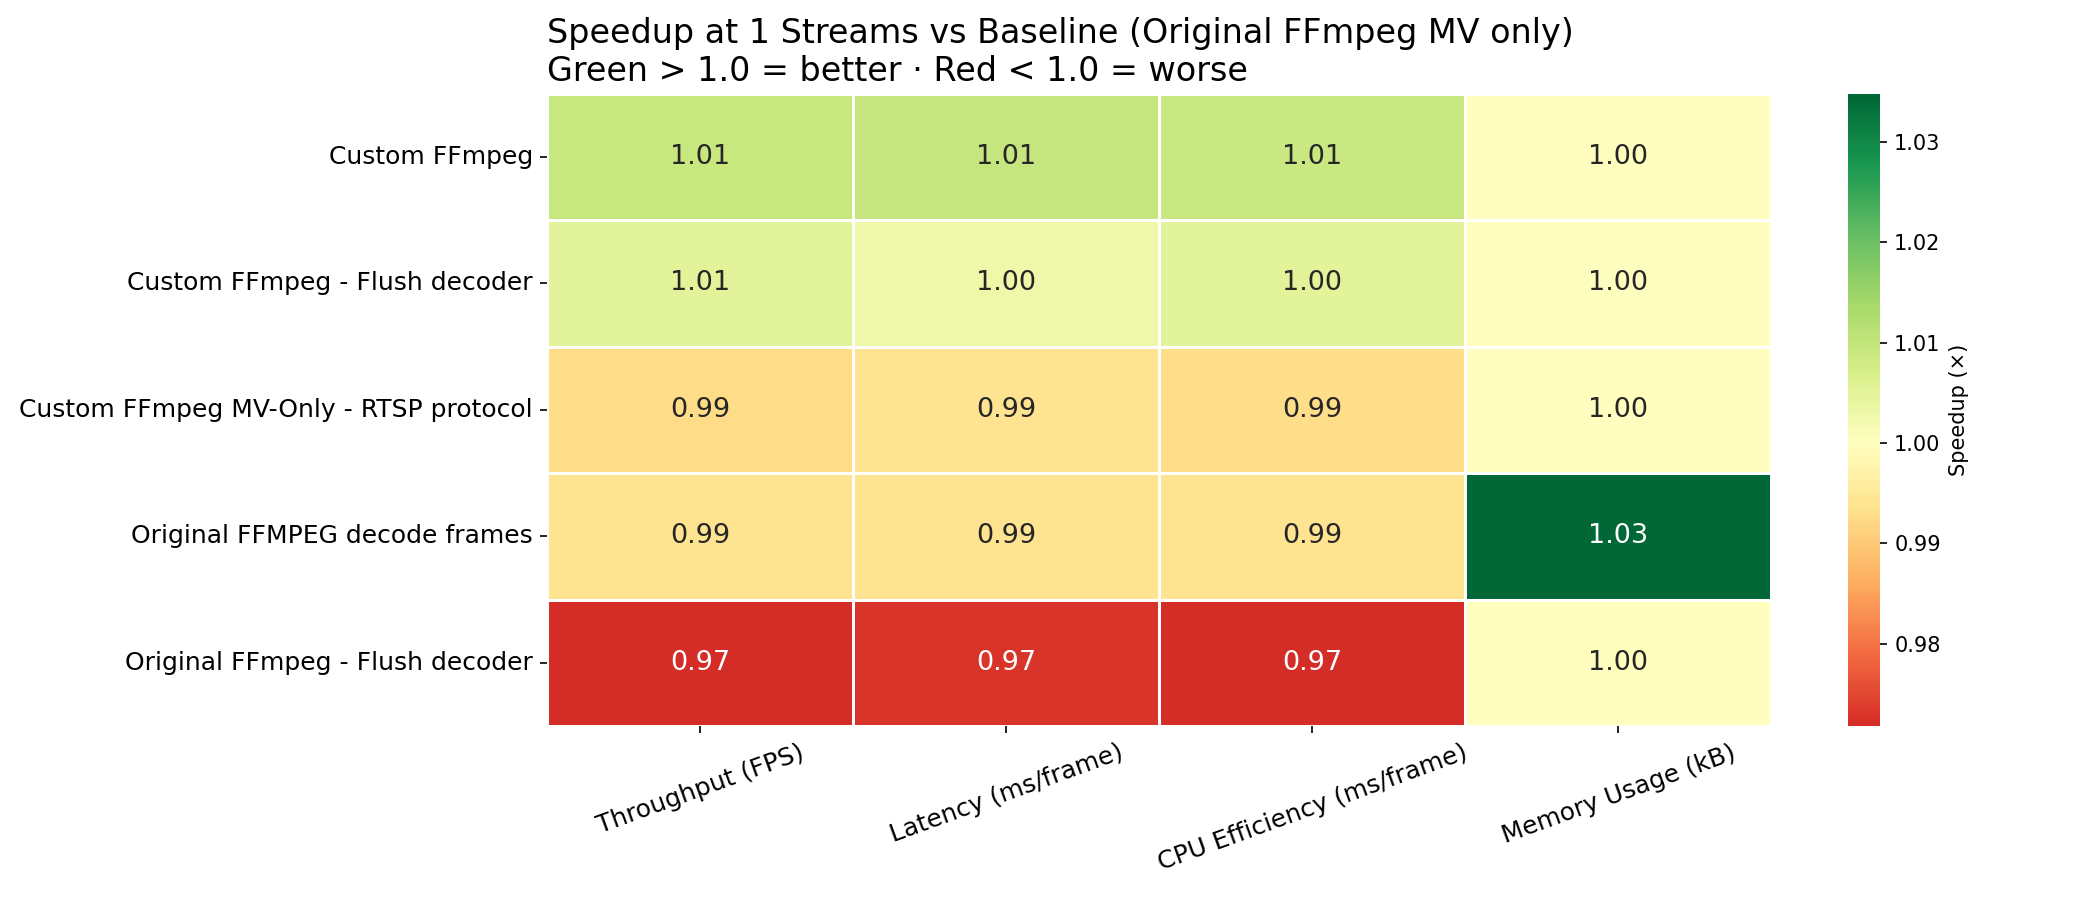 Speedup at 1 Streams vs Baseline (Original FFmpeg MV only)
Green > 1.0 = better · Red < 1.0 = worse
Custom FFmpeg 1.01 1.01 1.01 1.00
Custom FFmpeg - Flush decoder 1.01 1.00 1.00 1.00
Custom FFmpeg MV-Only - RTSP protocol 0.99 0.99 0.99 1.00
Original FFMPEG decode frames 0.99 0.99 0.99 1.03
Original FFmpeg - Flush decoder 0.97 0.97 0.97 1.00
Throughput (FPS)
Latency (ms/frame)
CPU Efficiency (ms/frame)
Memory Usage (kB)
1.03
1.02
1.01
1.00
0.99
0.98
Speedup (×)